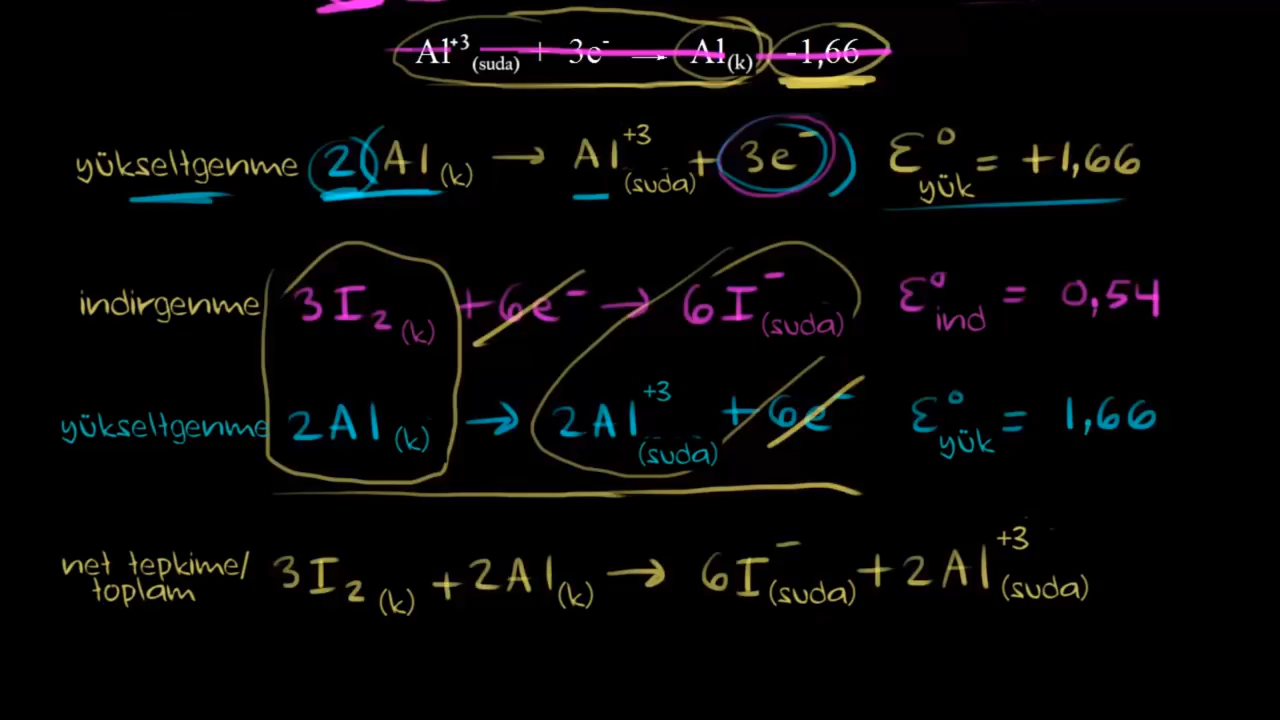 Al⁺³(suda) + 3e⁻ → Al(k) -1,66
yükseltgenme 2(Al(k) → Al⁺³(suda) + 3e⁻) Ɛ°yük = +1,66
indirgenme 3I₂(k) + 6e⁻ → 6I⁻(suda) Ɛ°ind = 0,54
yükseltgenme 2Al(k) → 2Al⁺³(suda) + 6e⁻ Ɛ°yük = 1,66
net tepkime/
toplam 3I₂(k) + 2Al(k) → 6I⁻(suda) + 2Al⁺³(suda)